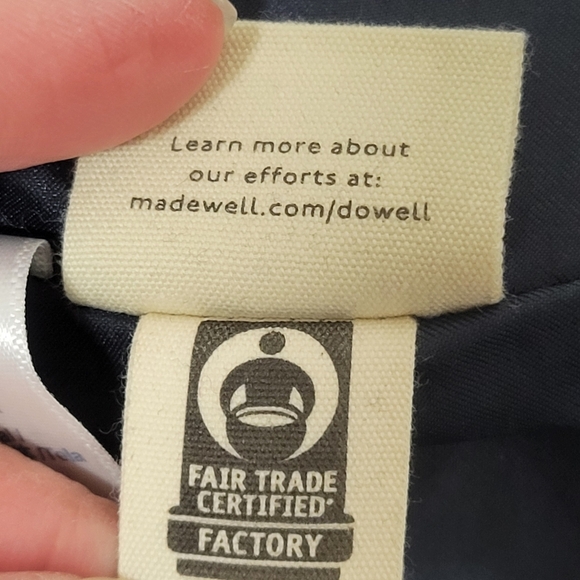 Learn more about
our efforts at:
madewell.com/dowell
FAIR TRADE
CERTIFIED
FACTORY